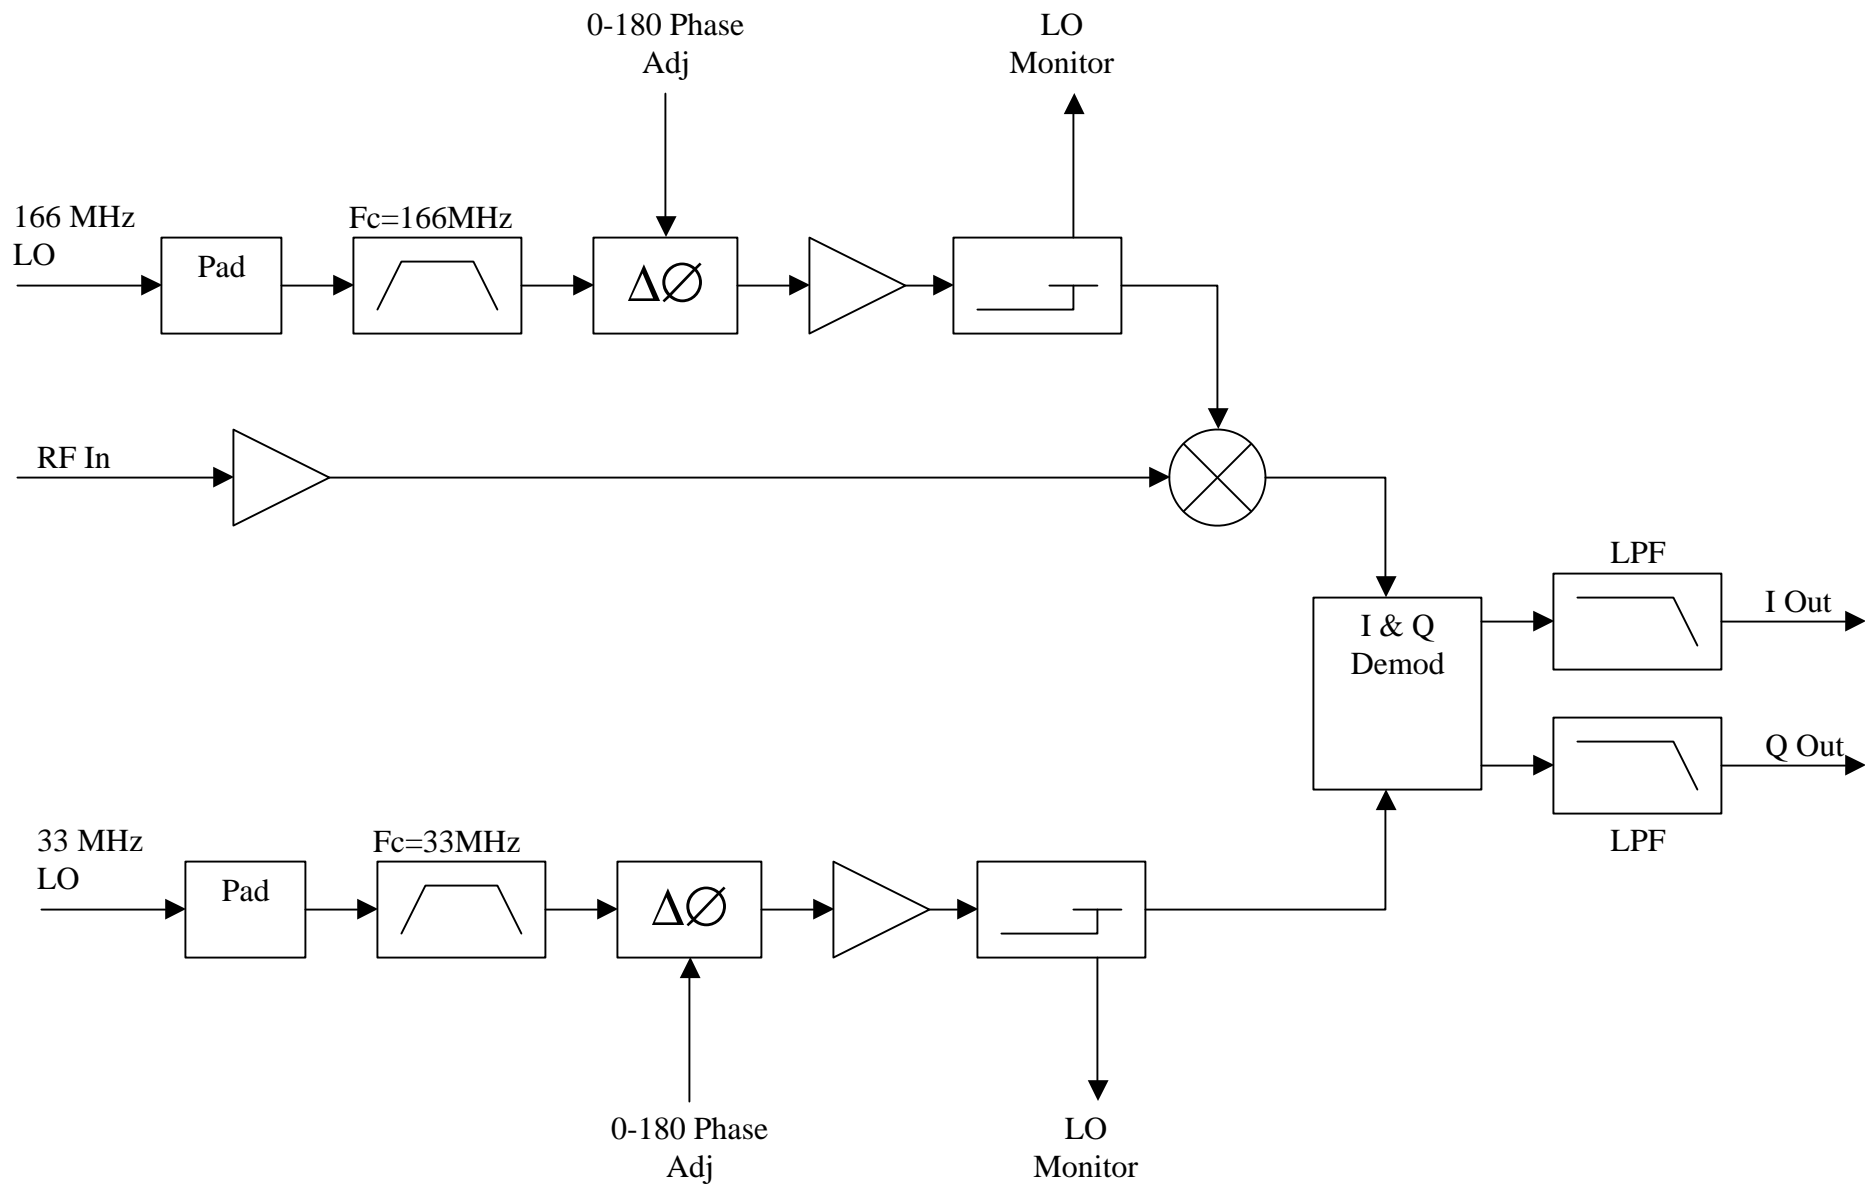 0-180 Phase
Adj
LO
Monitor
166 MHz
LO
Pad
Fc=166MHz
ΔØ
RF In
LPF
I Out
I & Q
Demod
Q Out
LPF
33 MHz
LO
Pad
Fc=33MHz
ΔØ
0-180 Phase
Adj
LO
Monitor